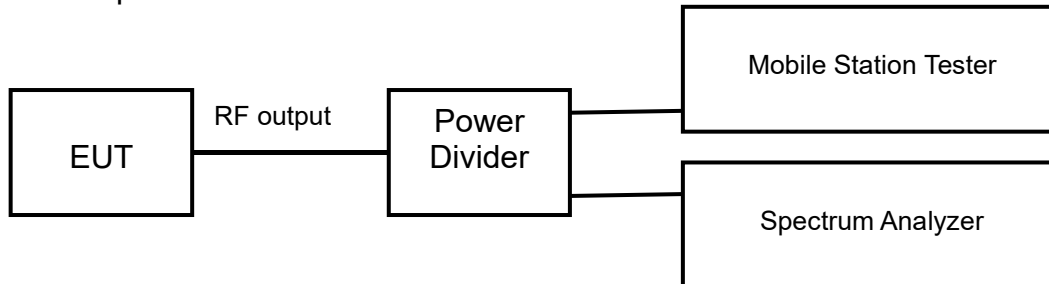 EUT
RF output
Power
Divider
Mobile Station Tester
Spectrum Analyzer